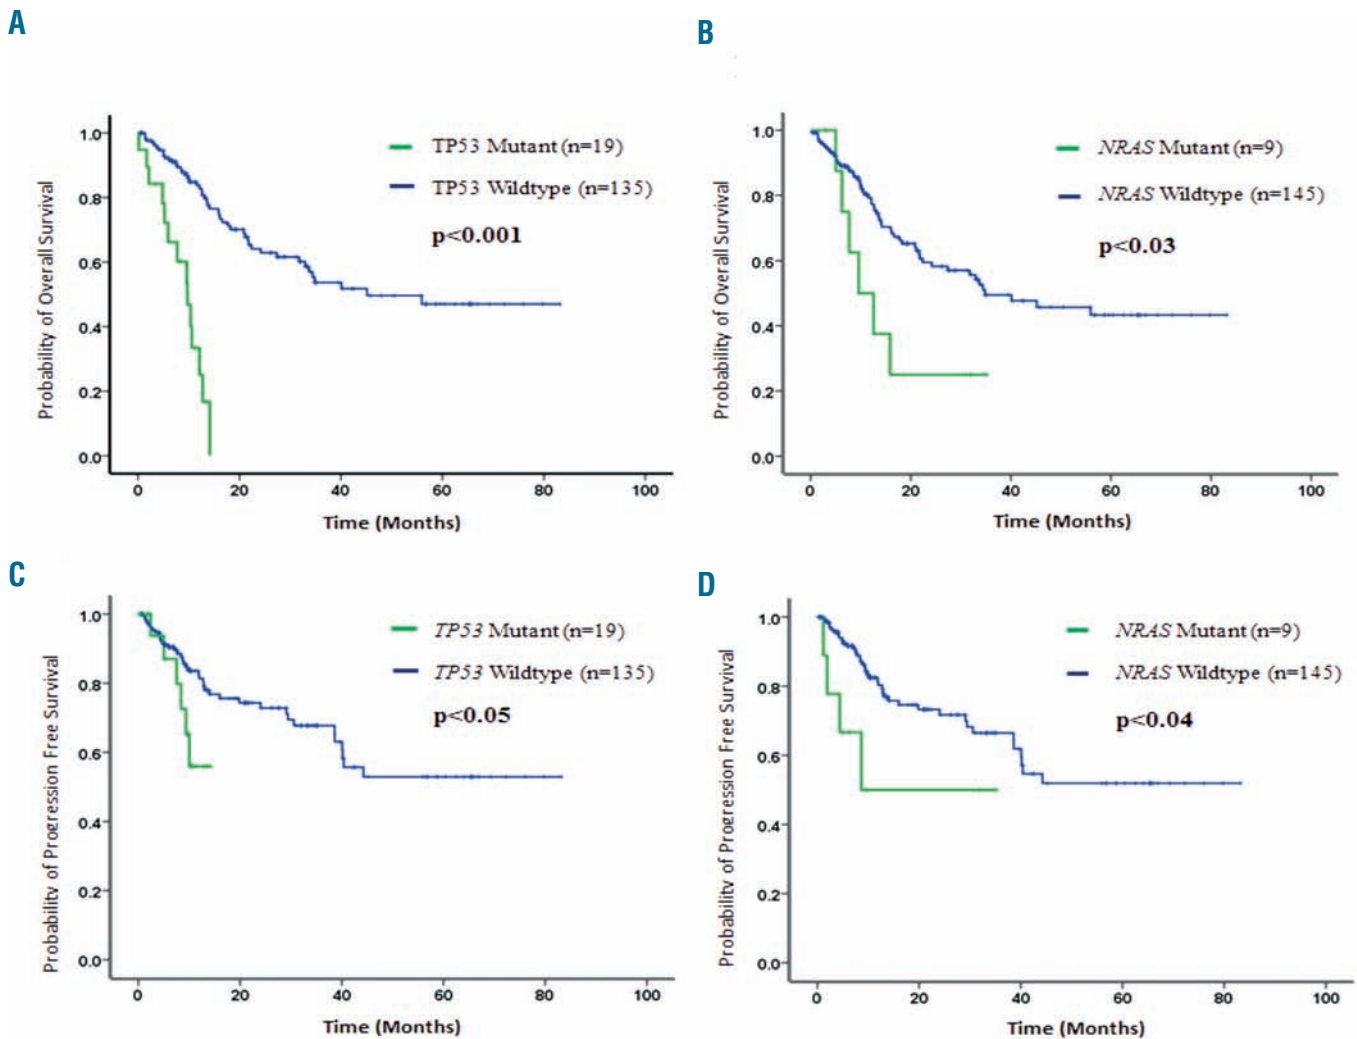 A
1.0
0.8
0.6
0.4
0.2
0.0
Probability of Overall Survival
TP53 Mutant (n=19)
TP53 Wildtype (n=135)
p<0.001
0 20 40 60 80 100
Time (Months)
B
1.0
0.8
0.6
0.4
0.2
0.0
Probability of Overall Survival
NRAS Mutant (n=9)
NRAS Wildtype (n=145)
p<0.03
0 20 40 60 80 100
Time (Months)
C
1.0
0.8
0.6
0.4
0.2
0.0
Probability of Progression Free Survival
TP53 Mutant (n=19)
TP53 Wildtype (n=135)
p<0.05
0 20 40 60 80 100
Time (Months)
D
1.0
0.8
0.6
0.4
0.2
0.0
Probability of Progression Free Survival
NRAS Mutant (n=9)
NRAS Wildtype (n=145)
p<0.04
0 20 40 60 80 100
Time (Months)